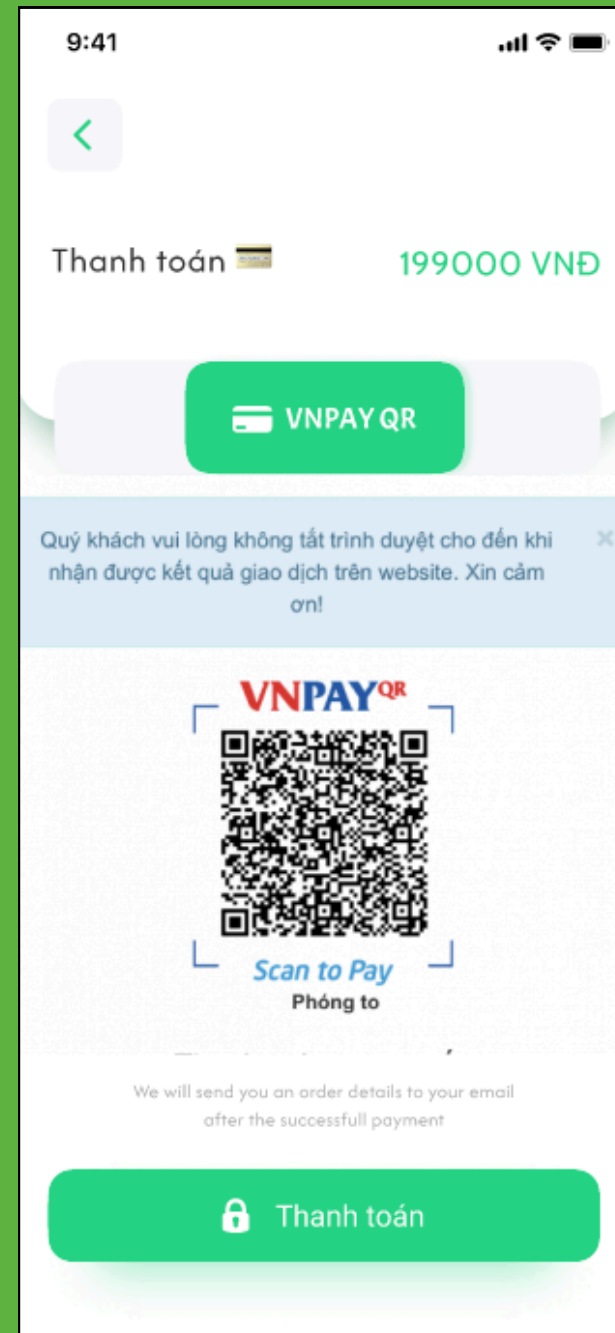 9:41
Thanh toán
199000 VNĐ
VNPAY QR
Quý khách vui lòng không tắt trình duyệt cho đến khi
nhận được kết quả giao dịch trên website. Xin cảm
ơn!
VNPAYQR
Scan to Pay
Phóng to
We will send you an order details to your email
after the successfull payment
Thanh toán